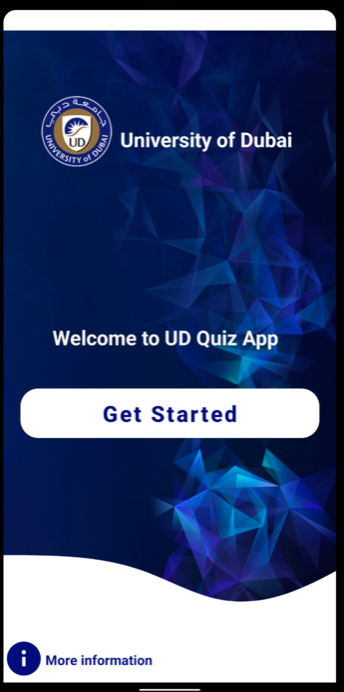 جامعة دبي
UD
UNIVERSITY of DUBAI
University of Dubai
Welcome to UD Quiz App
Get Started
i
More information